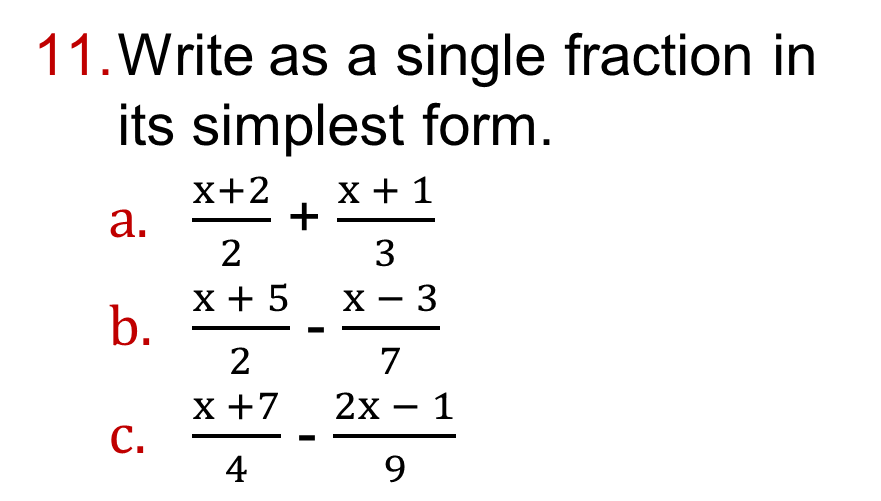 11. Write as a single fraction in
its simplest form.
a. x+2/2 + x + 1/3
b. x + 5/2 - x − 3/7
c. x +7/4 - 2x − 1/9